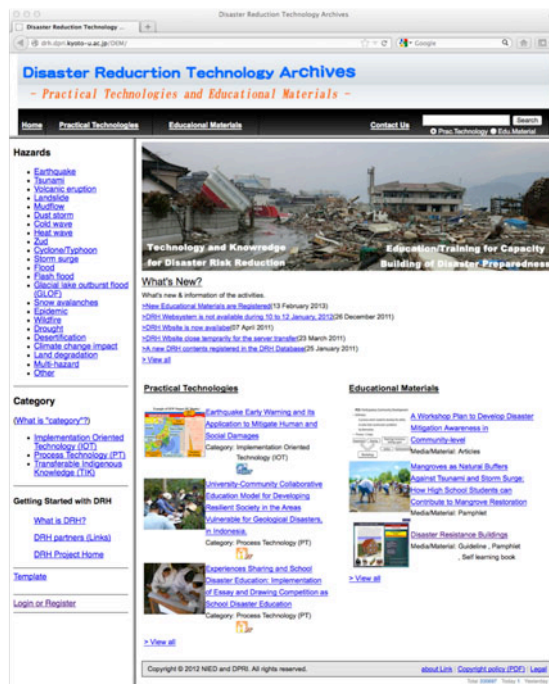 Disaster Reduction Technology Archives
Disaster Reduction Technology ...
drh.dpri.kyoto-u.ac.jp/OEM/
Google
Disaster Reducrtion Technology Archives
- Practical Technologies and Educational Materials -
Home
Practical Technologies
Educaional Materials
Contact Us
Search
Prac.Technology
Edu.Material
Hazards
Earthquake
Tsunami
Volcanic eruption
Landslide
Mudflow
Dust storm
Cold wave
Heat wave
Zud
Cyclone/Typhoon
Storm surge
Flood
Flash flood
Glacial lake outburst flood
(GLOF)
Snow avalanches
Epidemic
Wildfire
Drought
Desertification
Climate change impact
Land degradation
Multi-hazard
Other
Category
(What is "category"?)
Implementation Oriented
Technology (IOT)
Process Technology (PT)
Transferable Indigenous
Knowledge (TIK)
Getting Started with DRH
What is DRH?
DRH partners (Links)
DRH Project Home
Template
Login or Register
Technology and Knowredge
for Disaster Risk Reduction
Education/Training for Capacity
Building of Disaster Preparedness
What's New?
What's new & information of the activities.
>New Educational Materials are Registered(13 February 2013)
>DRH Websystem is not available during 10 to 12 January, 2012(26 December 2011)
>DRH Wbsite is now availabel(07 April 2011)
>DRH Wbsite close temprarily for the server transfer(23 March 2011)
>A new DRH contents registered in the DRH Database(25 January 2011)
> View all
Practical Technologies
Earthquake Early Warning and Its
Application to Mitigate Human and
Social Damages
Category: Implementation Oriented
Technology (IOT)
University-Community Collaborative
Education Model for Developing
Resilient Society in the Areas
Vulnerable for Geological Disasters,
in Indonesia.
Category: Process Technology (PT)
Experiences Sharing and School
Disaster Education: Implementation
of Essay and Drawing Competition as
School Disaster Education
Category: Process Technology (PT)
> View all
Educational Materials
A Workshop Plan to Develop Disaster
Mitigation Awareness in
Community-level
Media/Material: Articles
Mangroves as Natural Buffers
Against Tsunami and Storm Surge:
How High School Students can
Contribute to Mangrove Restoration
Media/Material: Pamphlet
Disaster Resistance Buildings
Media/Material: Guideline , Pamphlet
, Self learning book
> View all
Copyright © 2012 NIED and DPRI. All rights reserved.
about Link
Copyright policy (PDF)
Legal